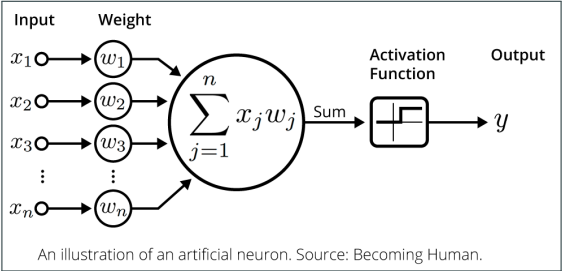 Input Weight
Activation Function
Output
x₁ w₁
x₂ w₂
x₃ w₃
⋮ ⋮
xₙ wₙ
n
∑ xⱼwⱼ
j=1
Sum
y
An illustration of an artificial neuron. Source: Becoming Human.